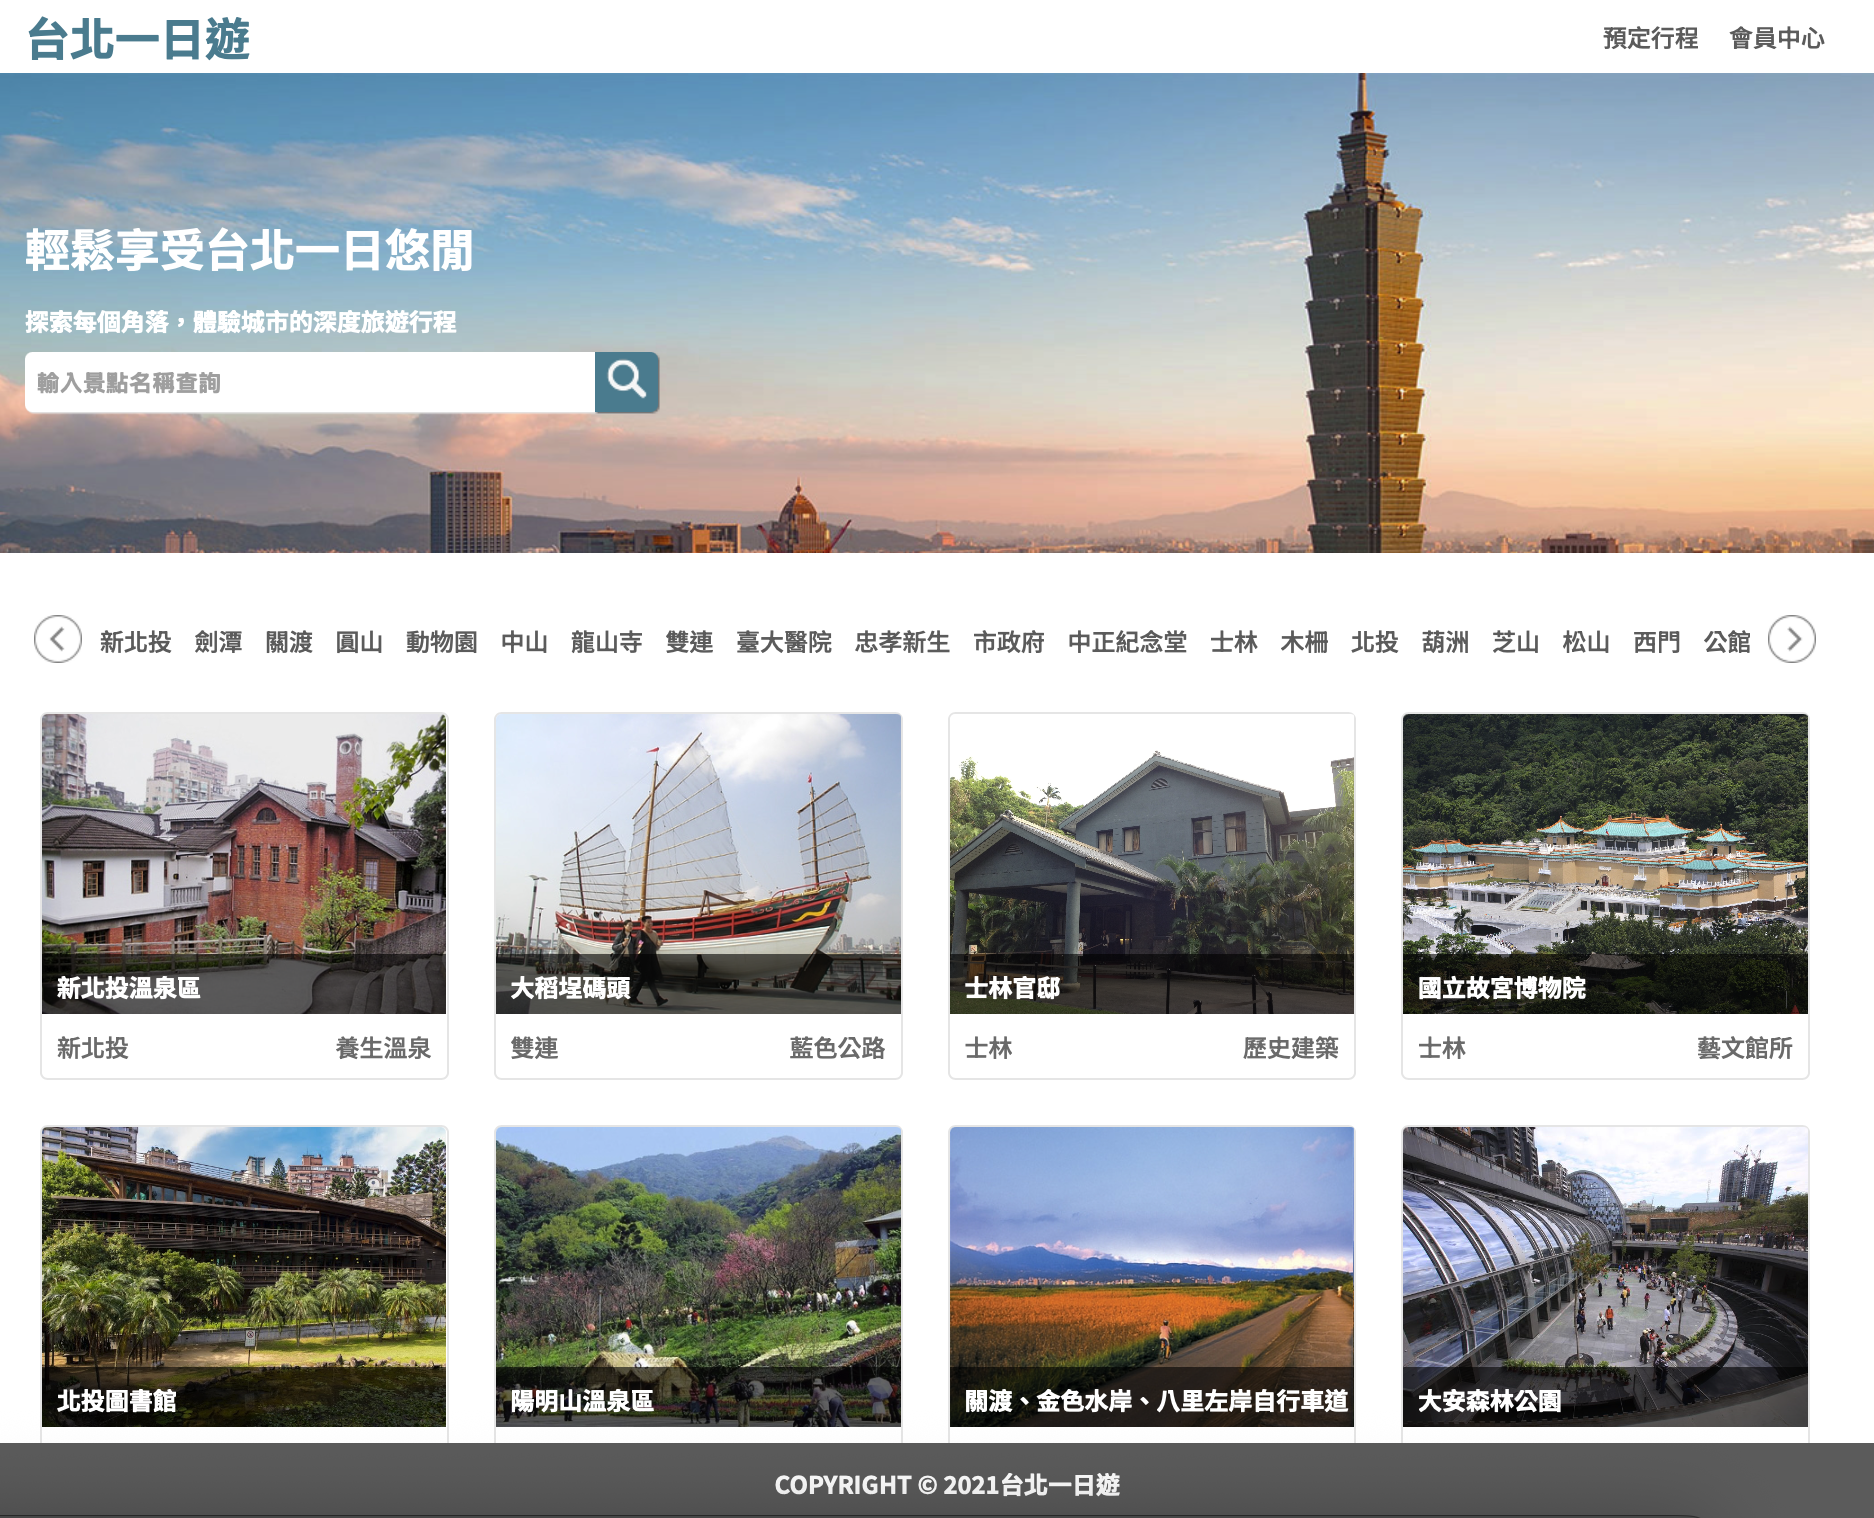 台北一日遊
預定行程 會員中心
輕鬆享受台北一日悠閒
探索每個角落，體驗城市的深度旅遊行程
輸入景點名稱查詢
新北投 劍潭 關渡 圓山 動物園 中山 龍山寺 雙連 臺大醫院 忠孝新生 市政府 中正紀念堂 士林 木柵 北投 葫洲 芝山 松山 西門 公館
新北投溫泉區
新北投 養生溫泉
大稻埕碼頭
雙連 藍色公路
士林官邸
士林 歷史建築
國立故宮博物院
士林 藝文館所
北投圖書館
陽明山溫泉區
關渡、金色水岸、八里左岸自行車道
大安森林公園
COPYRIGHT © 2021台北一日遊